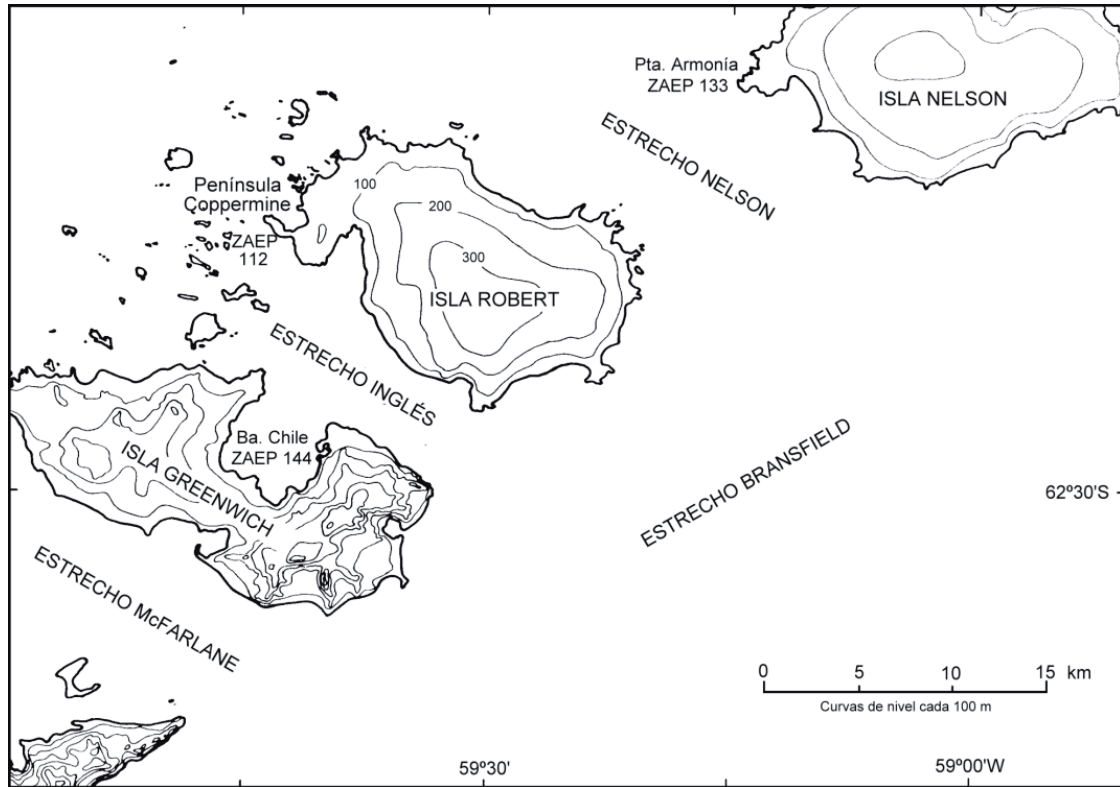 Pta. Armonía
ZAEP 133
ISLA NELSON
ESTRECHO NELSON
Península
Coppermine
ZAEP
112
100
200
300
ISLA ROBERT
ESTRECHO INGLÉS
Ba. Chile
ZAEP 144
ISLA GREENWICH
ESTRECHO BRANSFIELD
62º30'S
ESTRECHO McFARLANE
0 5 10 15 km
Curvas de nivel cada 100 m
59º30'
59º00'W